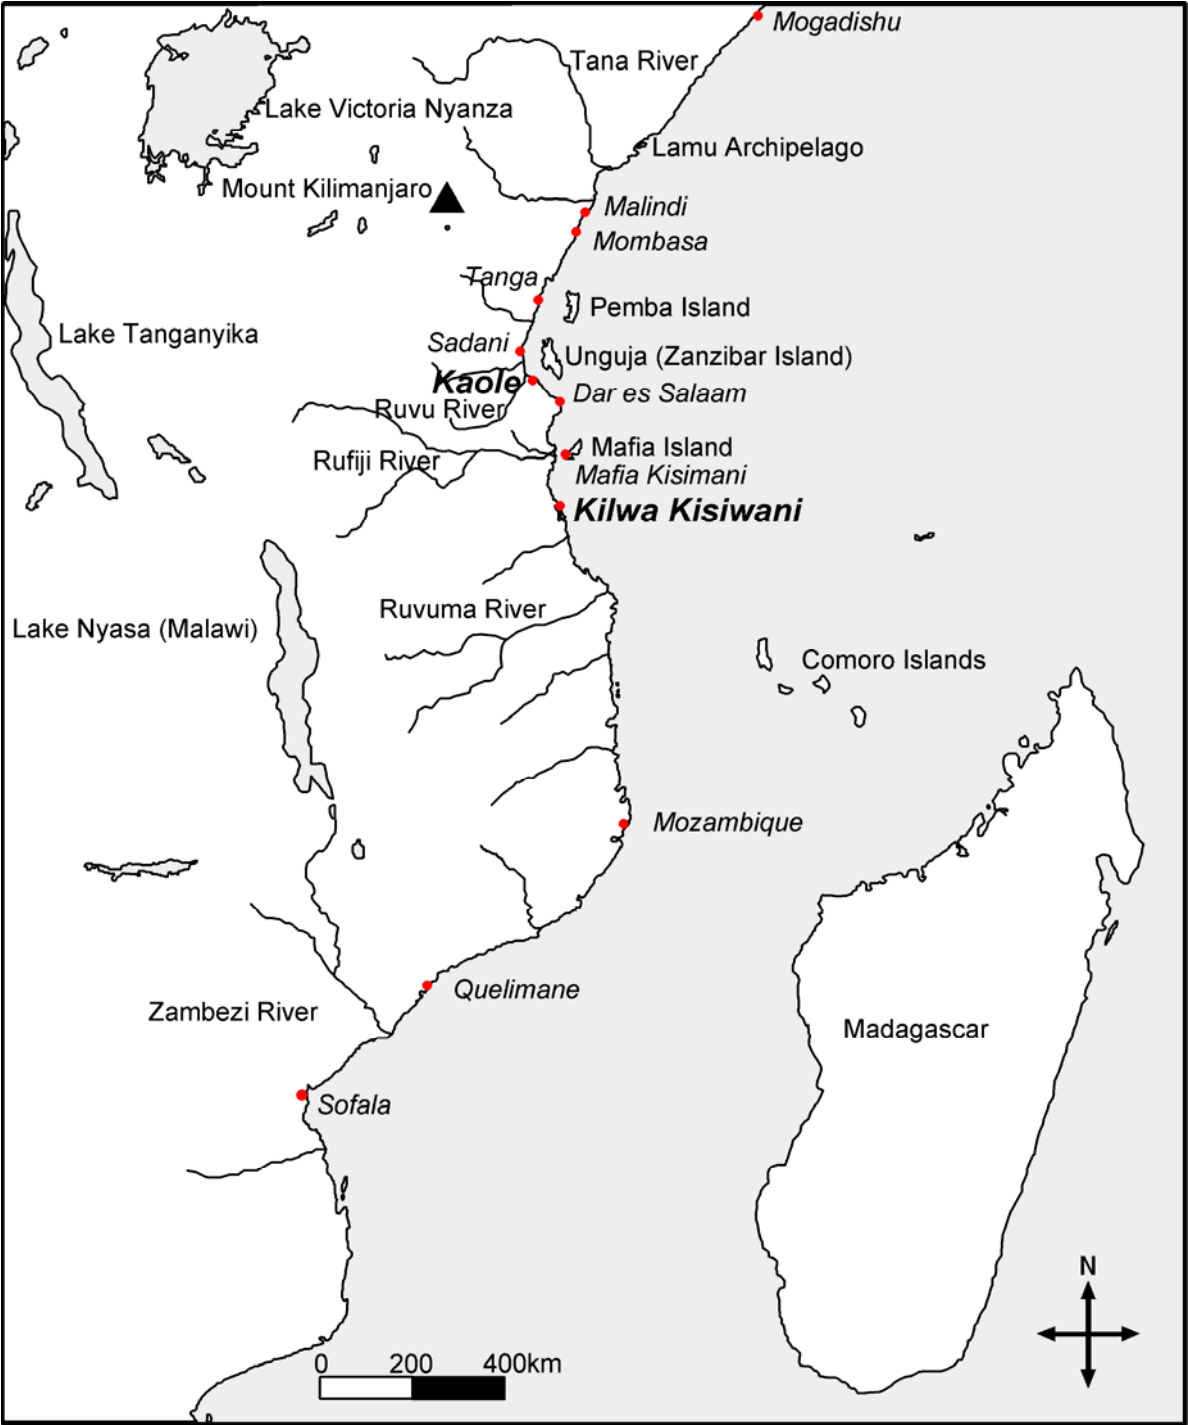 Mogadishu
Tana River
Lake Victoria Nyanza
Lamu Archipelago
Mount Kilimanjaro
Malindi
Mombasa
Tanga
Pemba Island
Lake Tanganyika
Sadani
Unguja (Zanzibar Island)
Kaole
Dar es Salaam
Ruvu River
Mafia Island
Rufiji River
Mafia Kisimani
Kilwa Kisiwani
Ruvuma River
Lake Nyasa (Malawi)
Comoro Islands
Mozambique
Quelimane
Zambezi River
Madagascar
Sofala
N
0 200 400km